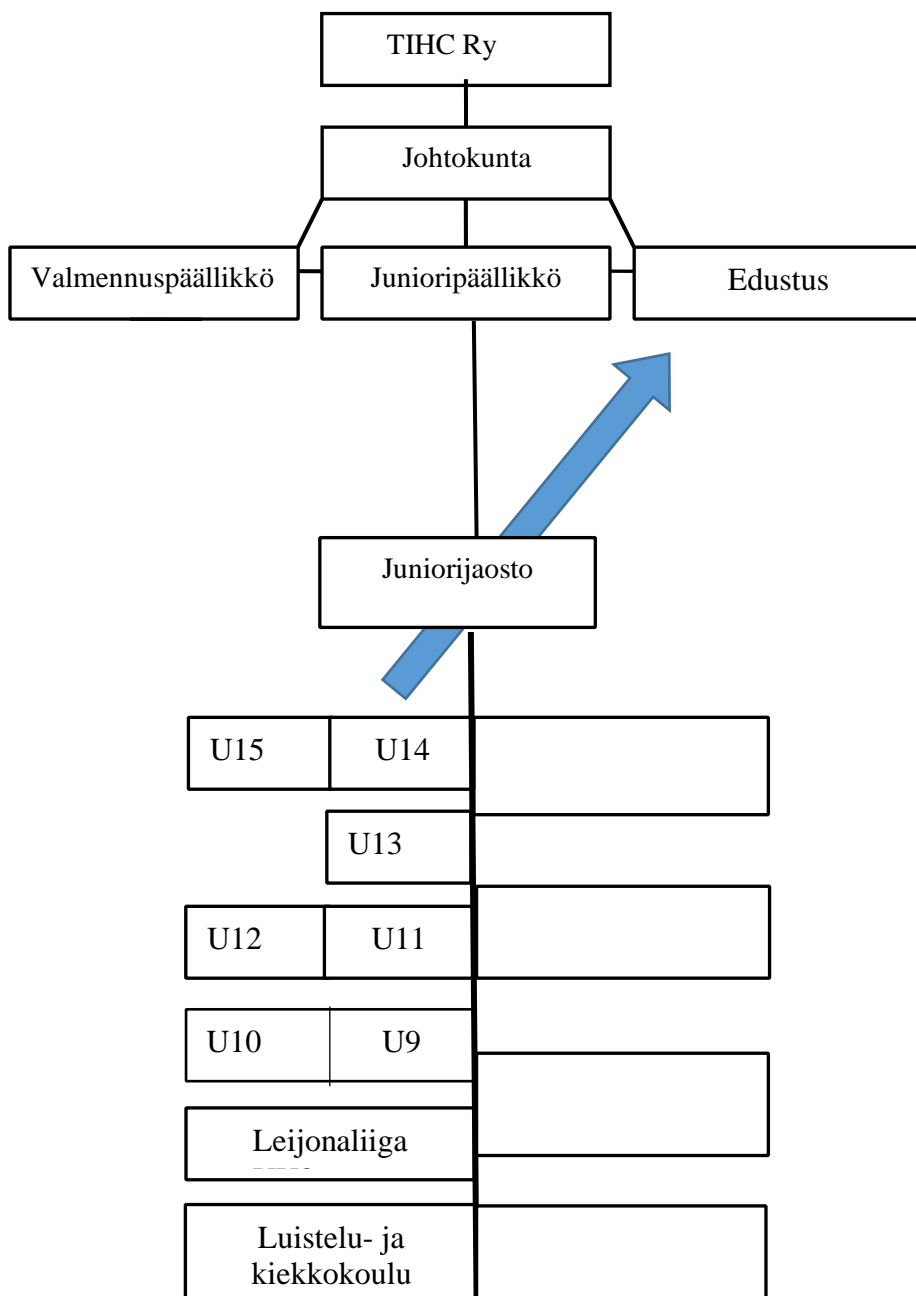 TIHC Ry
Johtokunta
Valmennuspäällikkö
Junioripäällikkö
Edustus
Juniorijaosto
U15
U14
U13
U12
U11
U10
U9
Leijonaliiga
Luistelu- ja
kiekkokoulu